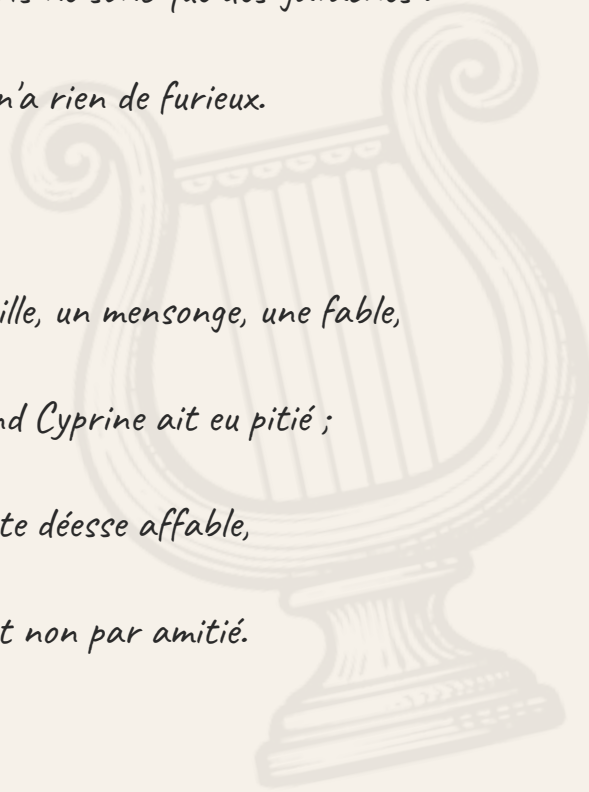 n'a rien de furieux.
ille, un mensonge, une fable,
nd Cyprine ait eu pitié ;
te déesse affable,
t non par amitié.